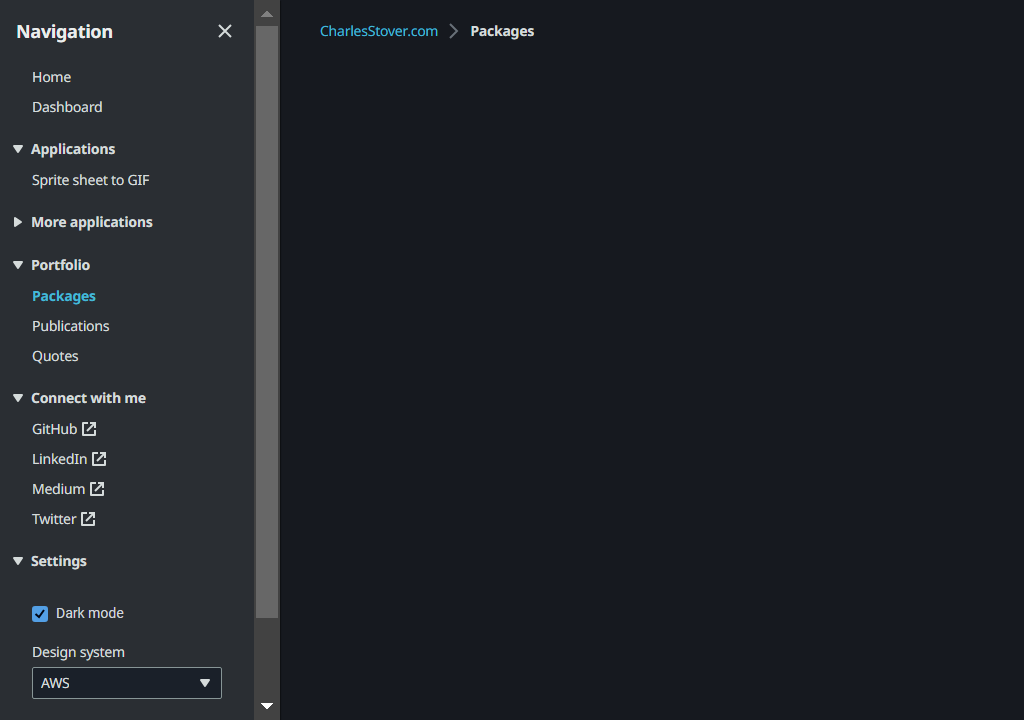 Navigation
Home
Dashboard
Applications
Sprite sheet to GIF
More applications
Portfolio
Packages
Publications
Quotes
Connect with me
GitHub
LinkedIn
Medium
Twitter
Settings
Dark mode
Design system
AWS
CharlesStover.com
Packages